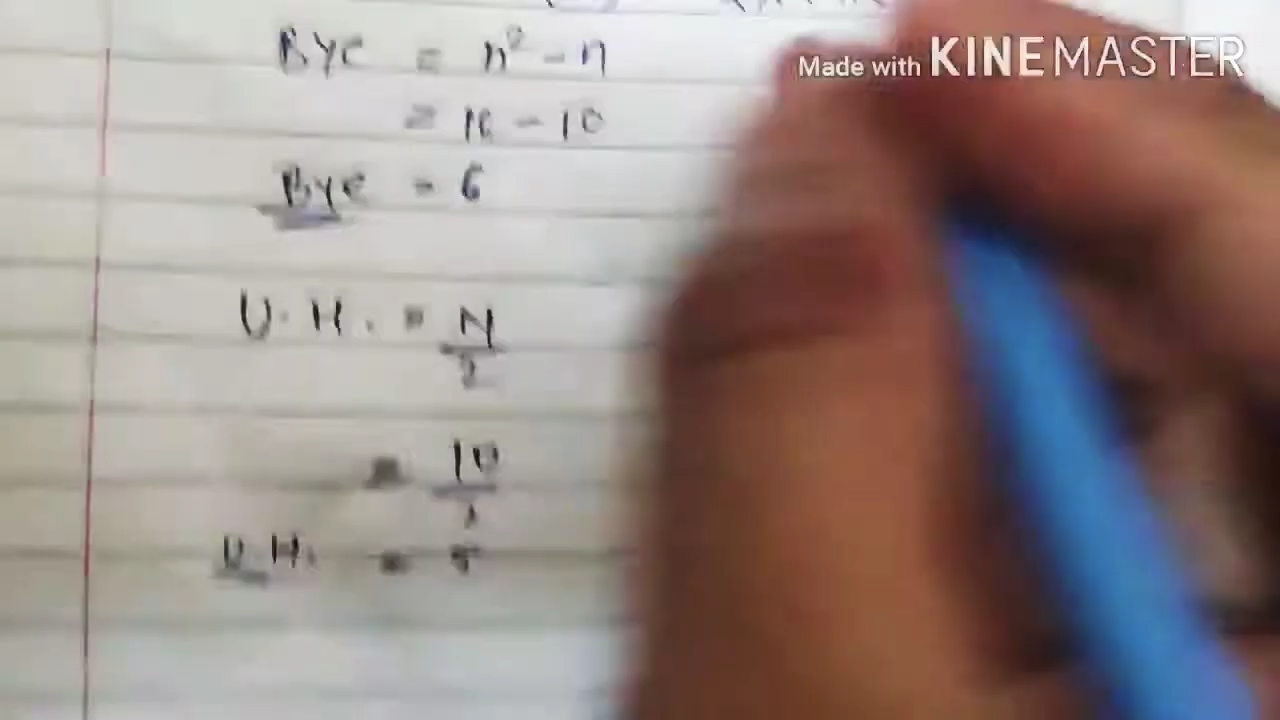 Made with KINEMASTER
Bye = n² - n
= 16 - 10
Bye = 6
U.H. = N/2
= 10/2
U.H. = 5